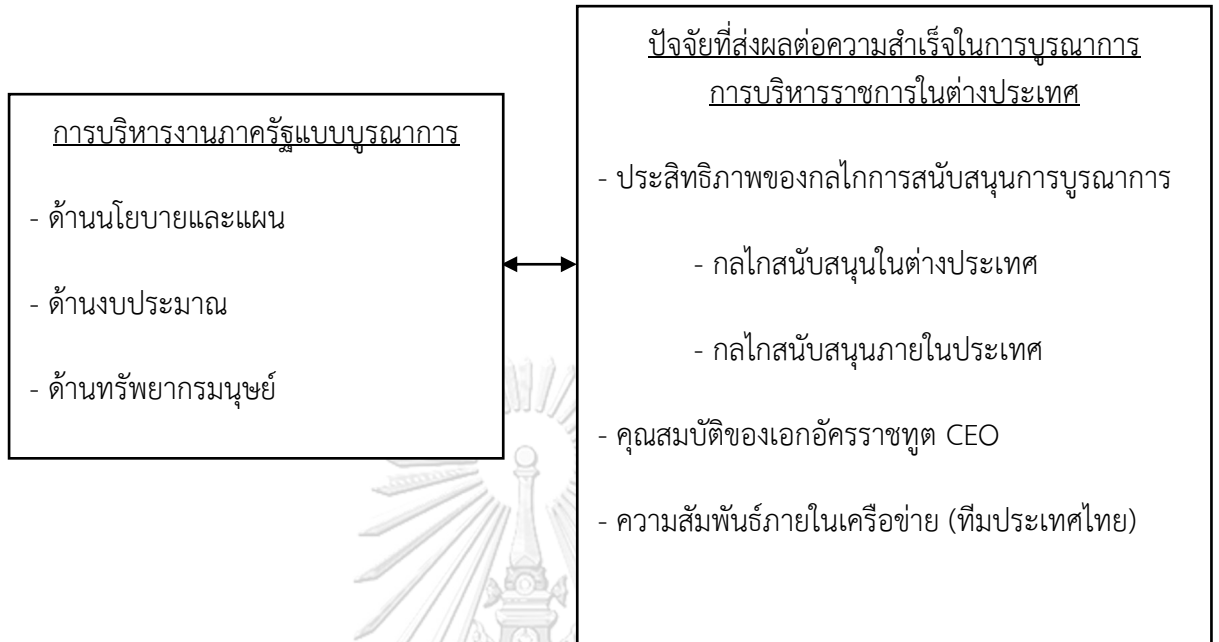 การบริหารงานภาครัฐแบบบูรณาการ
- ด้านนโยบายและแผน
- ด้านงบประมาณ
- ด้านทรัพยากรมนุษย์
ปัจจัยที่ส่งผลต่อความสำเร็จในการบูรณาการ
การบริหารราชการในต่างประเทศ
- ประสิทธิภาพของกลไกการสนับสนุนการบูรณาการ
- กลไกสนับสนุนในต่างประเทศ
- กลไกสนับสนุนภายในประเทศ
- คุณสมบัติของเอกอัครราชทูต CEO
- ความสัมพันธ์ภายในเครือข่าย (ทีมประเทศไทย)